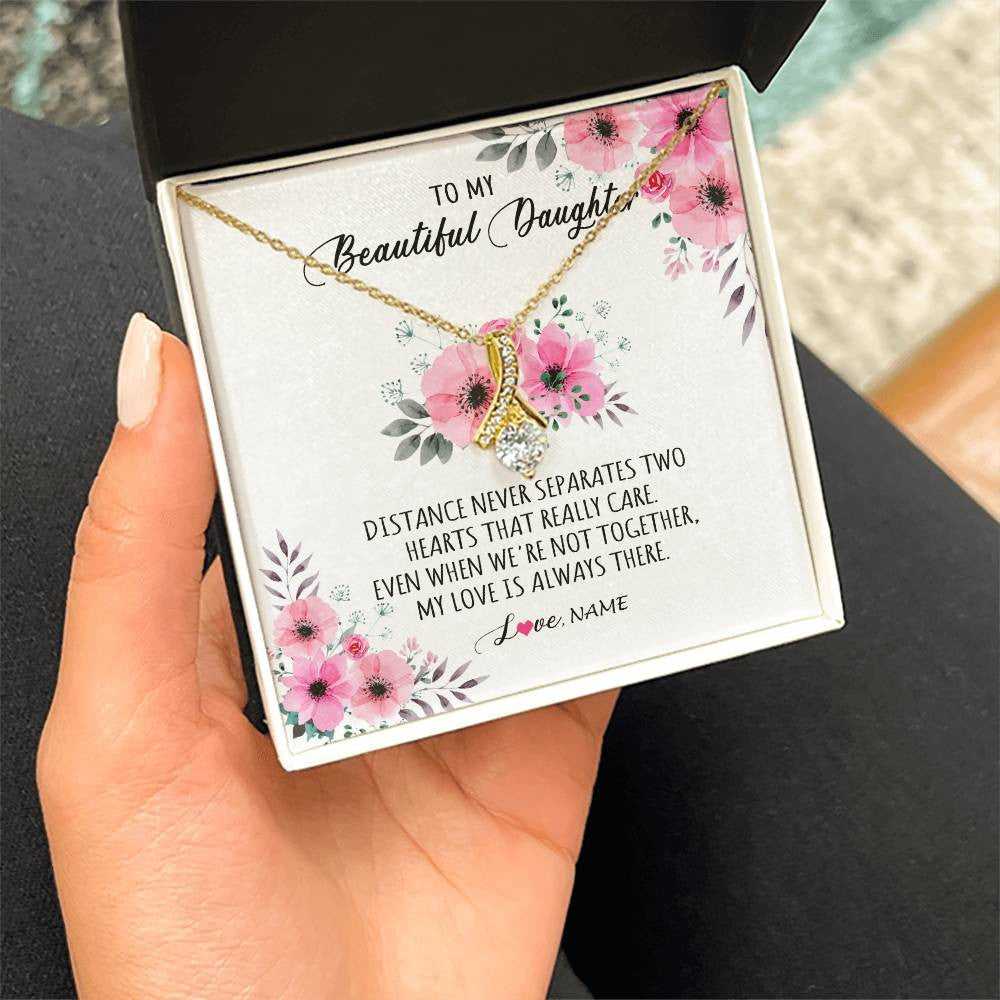 TO MY
Beautiful Daughter
DISTANCE NEVER SEPARATES TWO
HEARTS THAT REALLY CARE.
EVEN WHEN WE'RE NOT TOGETHER,
MY LOVE IS ALWAYS THERE.
Love, NAME